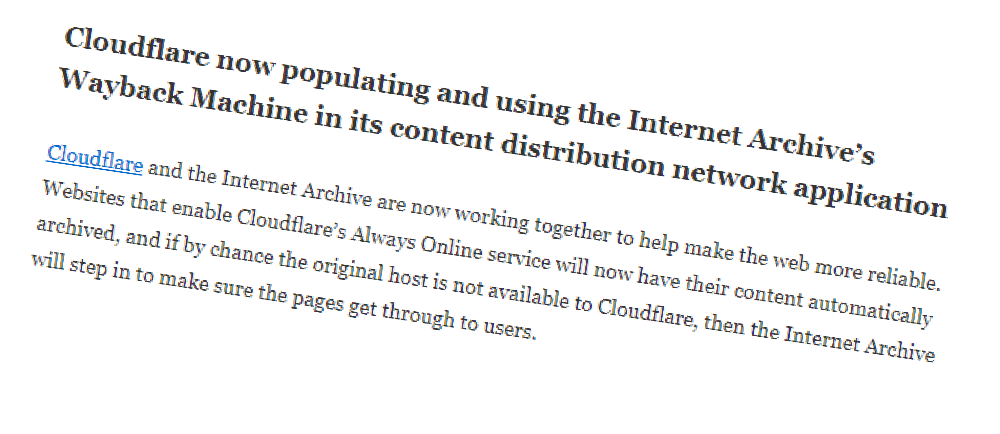 Cloudflare now populating and using the Internet Archive’s
Wayback Machine in its content distribution network application
Cloudflare and the Internet Archive are now working together to help make the web more reliable.
Websites that enable Cloudflare’s Always Online service will now have their content automatically
archived, and if by chance the original host is not available to Cloudflare, then the Internet Archive
will step in to make sure the pages get through to users.